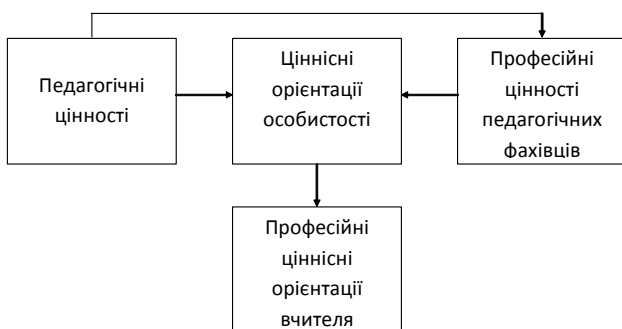 Педагогічні
цінності
Ціннісні
орієнтації
особистості
Професійні
цінності
педагогічних
фахівців
Професійні
ціннісні
орієнтації
вчителя